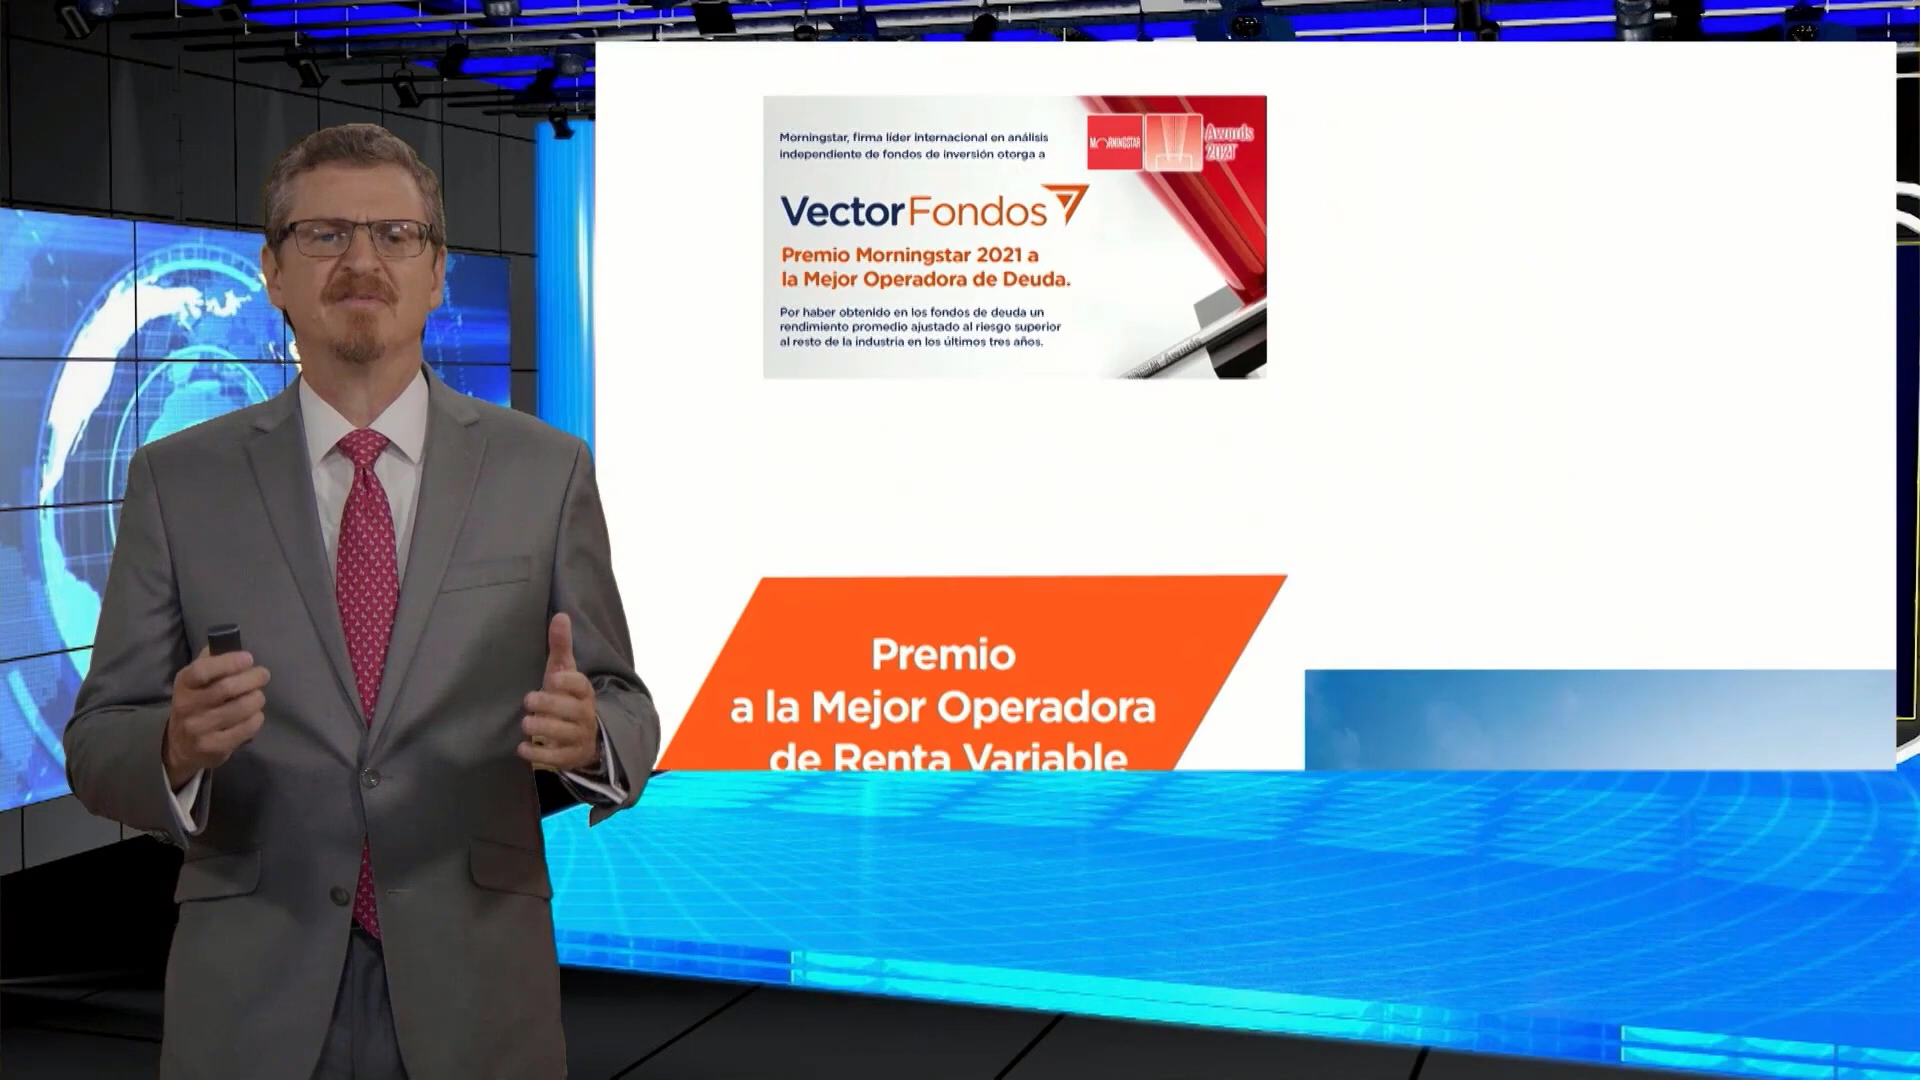 Morningstar, firma líder internacional en análisis
independiente de fondos de inversión otorga a
MORNINGSTAR
Awards
2021
VectorFondos
Premio Morningstar 2021 a
la Mejor Operadora de Deuda.
Por haber obtenido en los fondos de deuda un
rendimiento promedio ajustado al riesgo superior
al resto de la industria en los últimos tres años.
Premio
a la Mejor Operadora
de Renta Variable